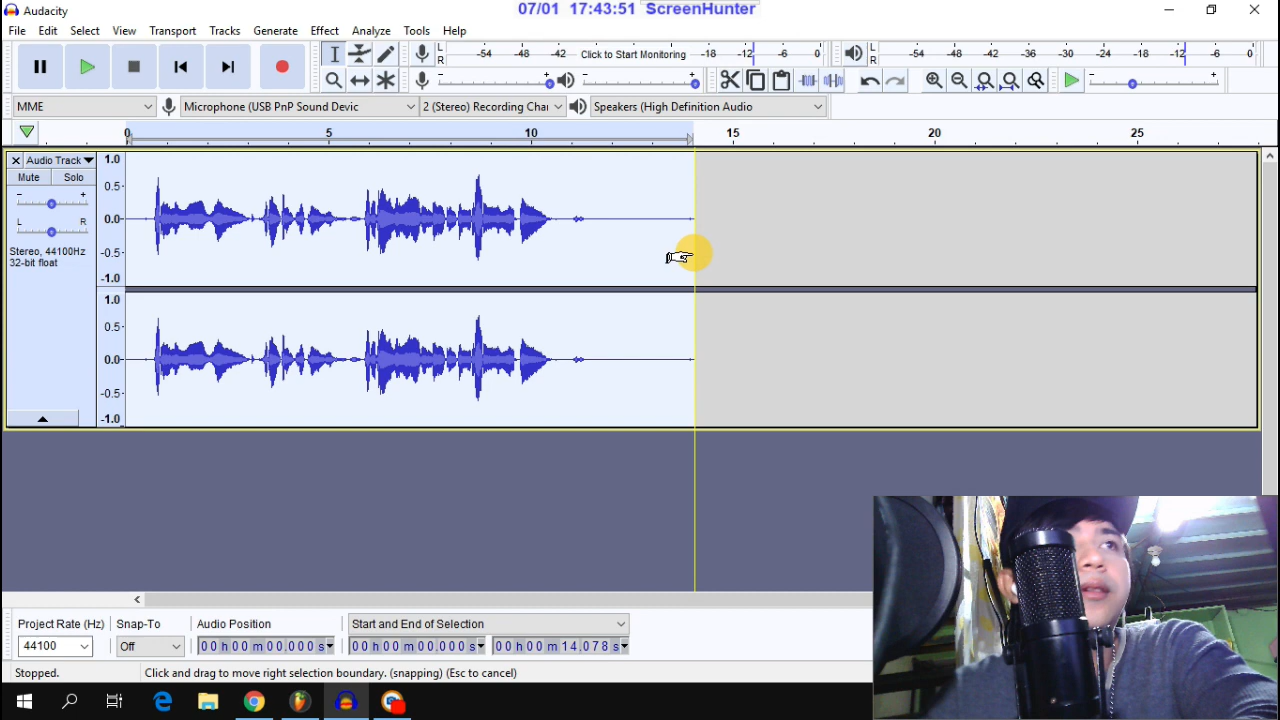 Audacity
07/01 17:43:51 ScreenHunter
File Edit Select View Transport Tracks Generate Effect Analyze Tools Help
L
R
-54 -48 -42 Click to Start Monitoring -18 -12 -6 0
L
R
-54 -48 -42 -36 -30 -24 -18 -12 -6 0
- +
- +
- +
MME
Microphone (USB PnP Sound Devic
2 (Stereo) Recording Chai
Speakers (High Definition Audio
0 5 10 15 20 25
Audio Track
Mute Solo
- +
L R
Stereo, 44100Hz
32-bit float
1.0
0.5
0.0
-0.5
-1.0
1.0
0.5
0.0
-0.5
-1.0
Project Rate (Hz) Snap-To Audio Position Start and End of Selection
44100 Off 00 h 00 m 00.000 s 00 h 00 m 00.000 s 00 h 00 m 14.078 s
Stopped. Click and drag to move right selection boundary. (snapping) (Esc to cancel)